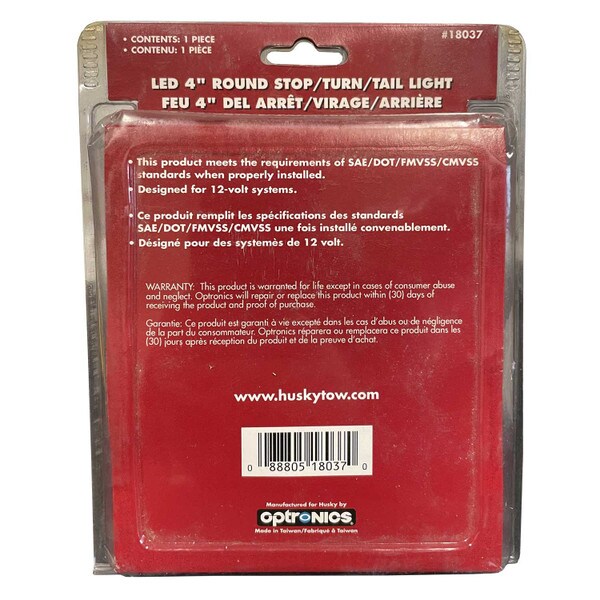 • CONTENTS: 1 PIECE
• CONTENU: 1 PIÈCE
#18037
LED 4" ROUND STOP/TURN/TAIL LIGHT
FEU 4" DEL ARRÊT/VIRAGE/ARRIÈRE
• This product meets the requirements of SAE/DOT/FMVSS/CMVSS
standards when properly installed.
• Designed for 12-volt systems.
• Ce produit remplit les spécifications des standards
SAE/DOT/FMVSS/CMVSS une fois installé convenablement.
• Désigné pour des systemès de 12 volt.
WARRANTY: This product is warranted for life except in cases of consumer abuse
and neglect. Optronics will repair or replace this product within (30) days of
receiving the product and proof of purchase.
Garantie: Ce produit est garanti à vie excepté dans les cas d'abus ou de négligence
de la part du consommateur. Optronics réparera ou remplacera ce produit dans les
(30) jours après réception du produit et de la preuve d'achat.
www.huskytow.com
0 88805 18037 0
Manufactured for Husky by
optronics
Made in Taiwan/Fabriqué à Taiwan